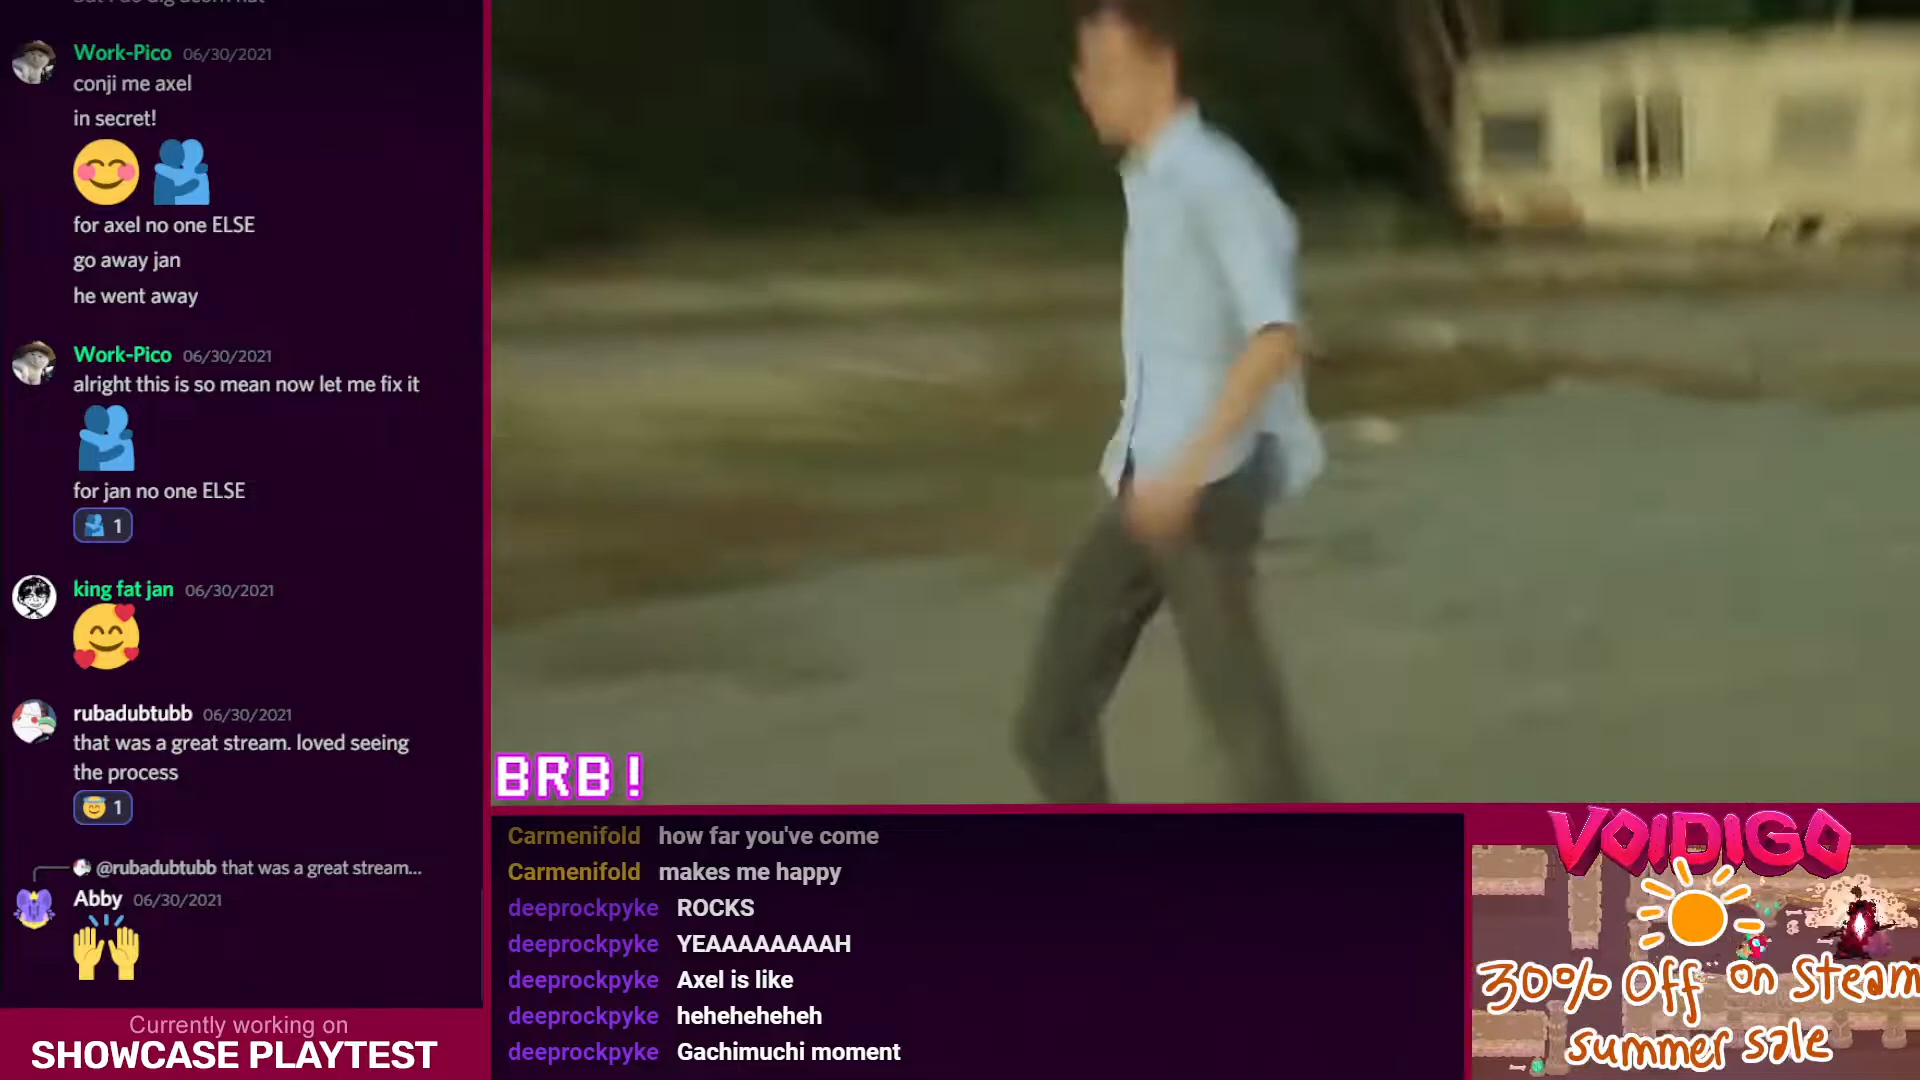 Work-Pico 06/30/2021
conji me axel
in secret!
for axel no one ELSE
go away jan
he went away
Work-Pico 06/30/2021
alright this is so mean now let me fix it
for jan no one ELSE
1
king fat jan 06/30/2021
rubadubtubb 06/30/2021
that was a great stream. loved seeing
the process
1
@rubadubtubb that was a great stream...
Abby 06/30/2021
Currently working on
SHOWCASE PLAYTEST
BRB!
Carmenifold how far you've come
Carmenifold makes me happy
deeprockpyke ROCKS
deeprockpyke YEAAAAAAAAH
deeprockpyke Axel is like
deeprockpyke heheheheheh
deeprockpyke Gachimuchi moment
VOIDIGO
30% Off on Steam
summer sale